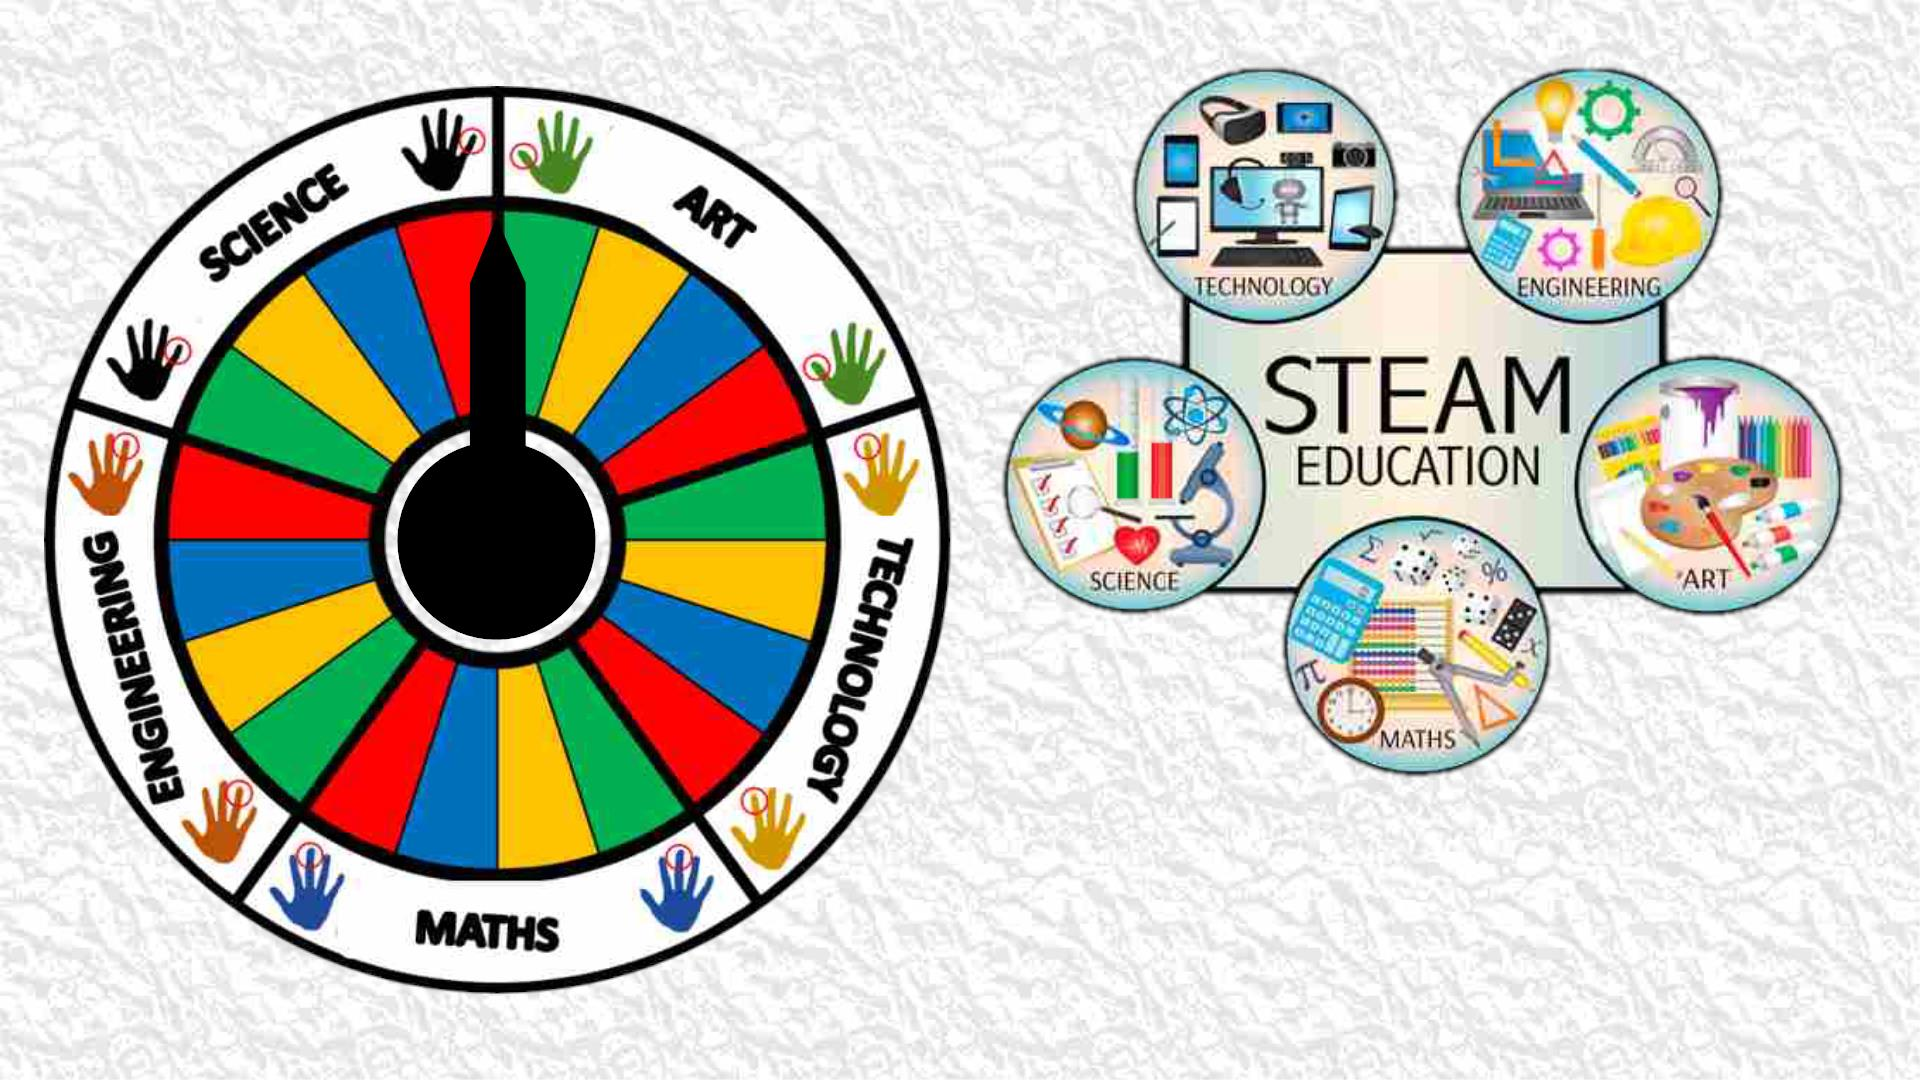 SCIENCE
ART
ENGINEERING
TECHNOLOGY
MATHS
TECHNOLOGY
ENGINEERING
STEAM
EDUCATION
SCIENCE
ART
Σ
√
%
π
x
MATHS